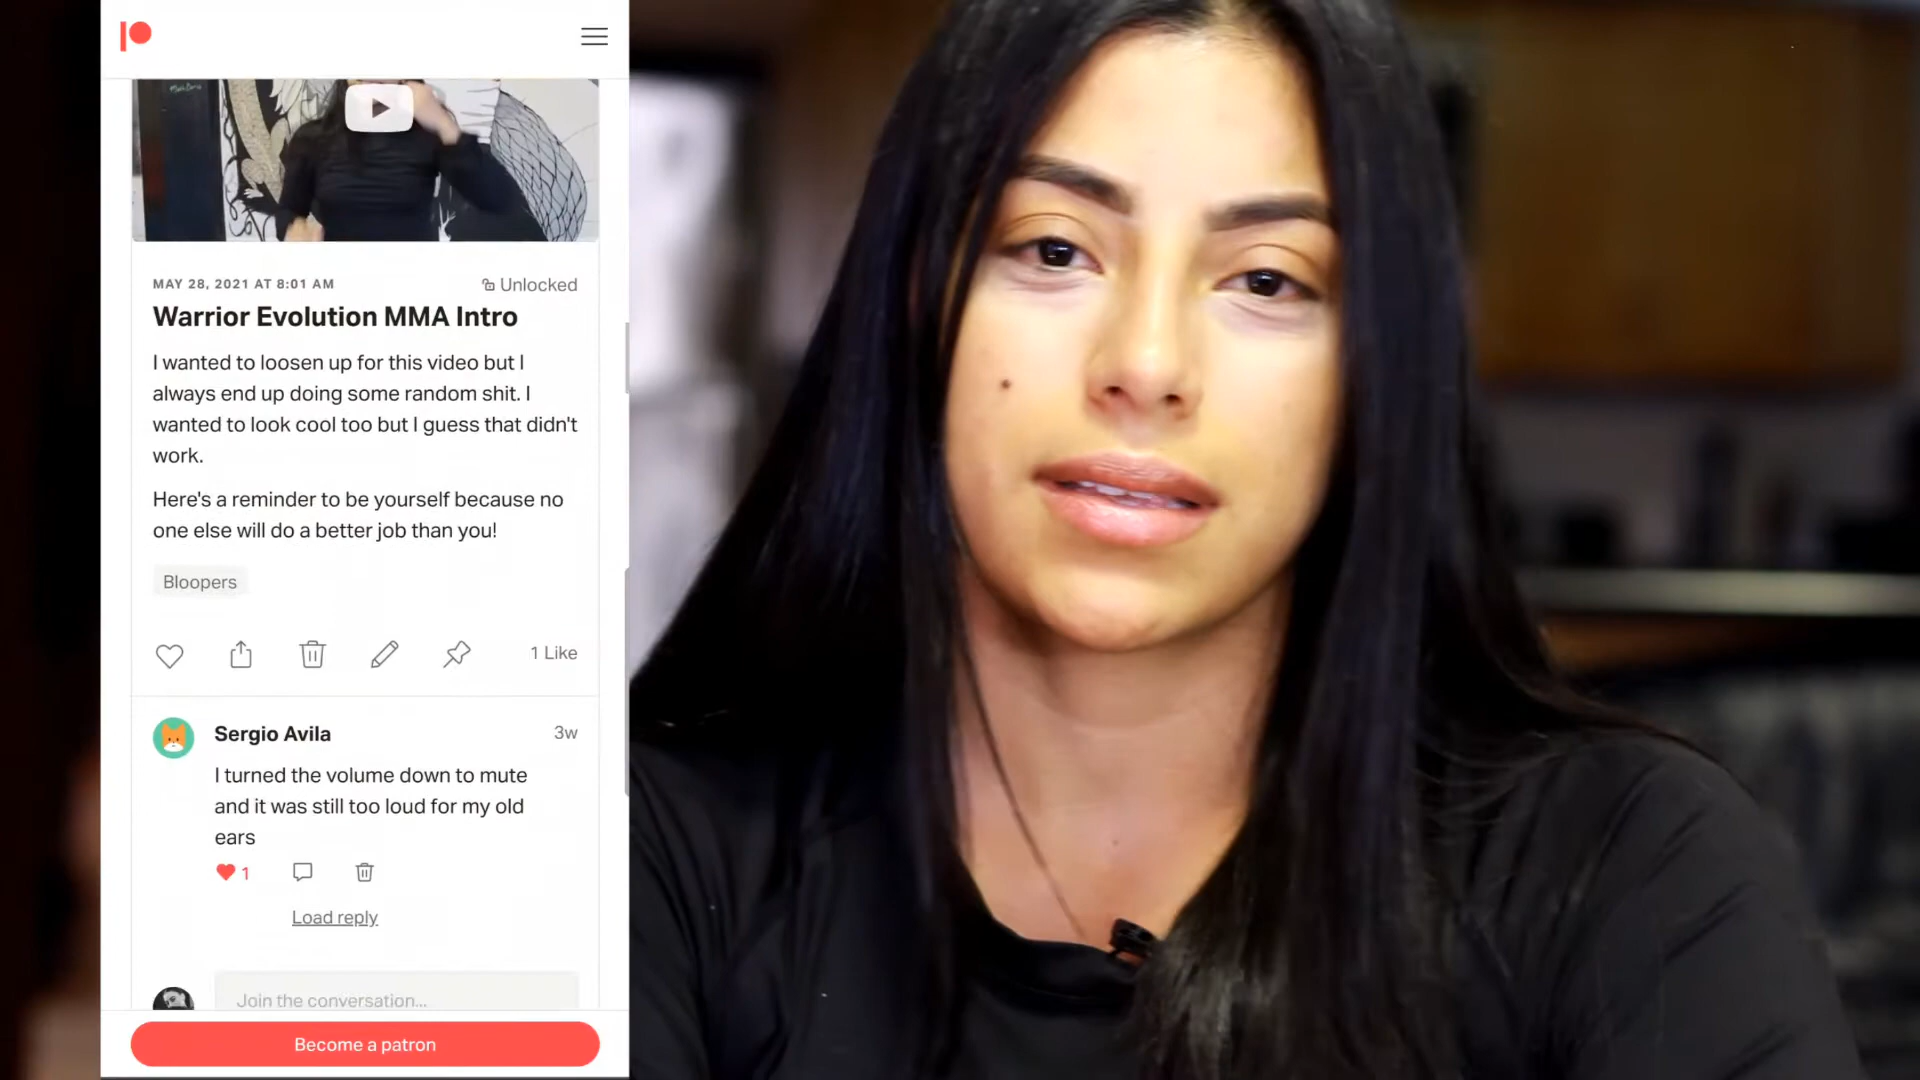 MAY 28, 2021 AT 8:01 AM
Unlocked
Warrior Evolution MMA Intro
I wanted to loosen up for this video but I
always end up doing some random shit. I
wanted to look cool too but I guess that didn't
work.
Here's a reminder to be yourself because no
one else will do a better job than you!
Bloopers
1 Like
Sergio Avila
3w
I turned the volume down to mute
and it was still too loud for my old
ears
1
Load reply
Join the conversation...
Become a patron